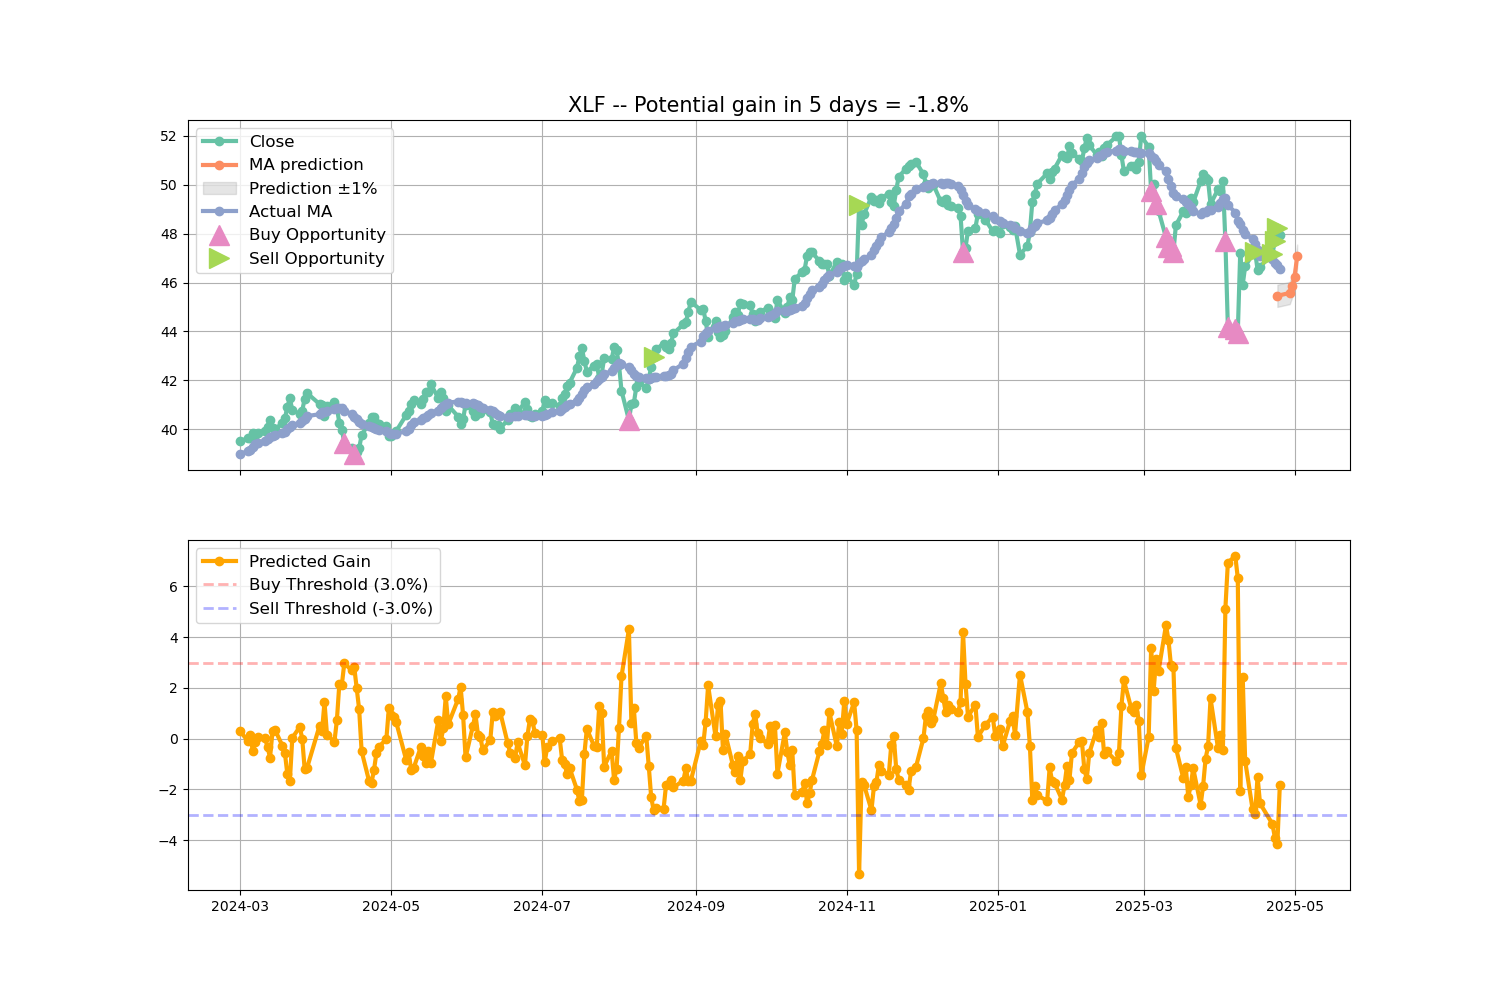 XLF -- Potential gain in 5 days = -1.8%
52
50
48
46
44
42
40
Close
MA prediction
Prediction ±1%
Actual MA
Buy Opportunity
Sell Opportunity
6
4
2
0
−2
−4
Predicted Gain
Buy Threshold (3.0%)
Sell Threshold (-3.0%)
2024-03 2024-05 2024-07 2024-09 2024-11 2025-01 2025-03 2025-05